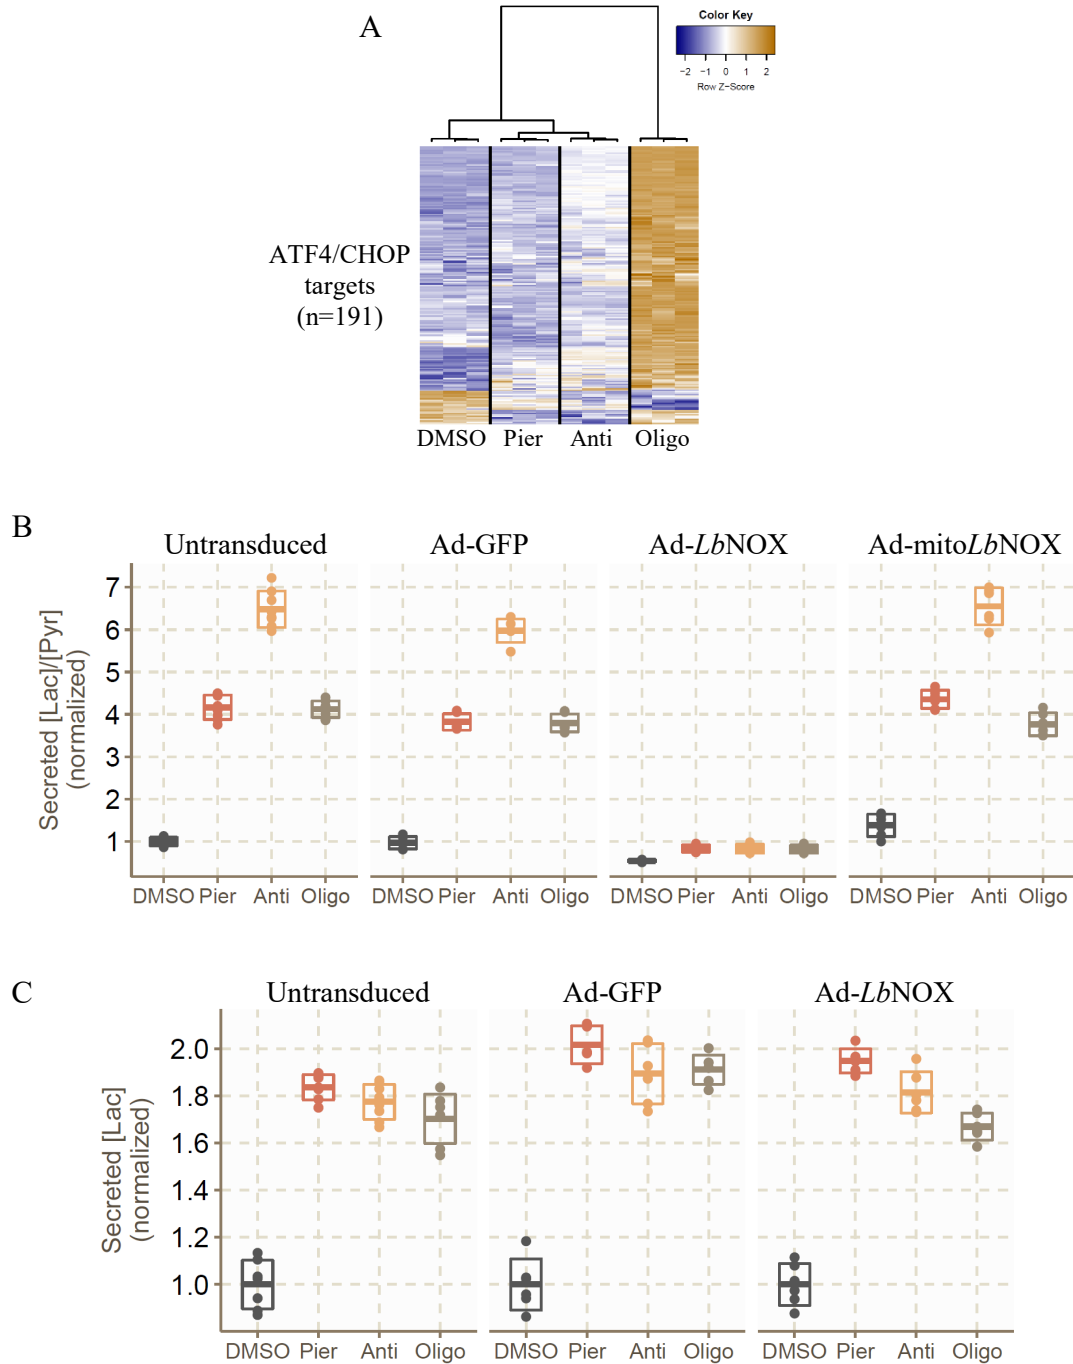 A
Color Key
−2 −1 0 1 2
Row Z−Score
ATF4/CHOP
targets
(n=191)
DMSO Pier Anti Oligo
B
Untransduced Ad-GFP Ad-LbNOX Ad-mitoLbNOX
Secreted [Lac]/[Pyr]
(normalized)
7
6
5
4
3
2
1
DMSO Pier Anti Oligo DMSO Pier Anti Oligo DMSO Pier Anti Oligo DMSO Pier Anti Oligo
C
Untransduced Ad-GFP Ad-LbNOX
Secreted [Lac]
(normalized)
2.0
1.8
1.6
1.4
1.2
1.0
DMSO Pier Anti Oligo DMSO Pier Anti Oligo DMSO Pier Anti Oligo